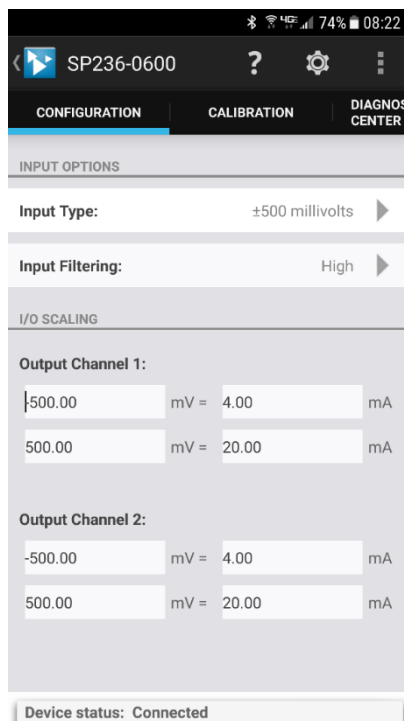 4GE 74% 08:22
SP236-0600 ?
CONFIGURATION CALIBRATION DIAGNOS
CENTER
INPUT OPTIONS
Input Type: ±500 millivolts
Input Filtering: High
I/O SCALING
Output Channel 1:
-500.00 mV = 4.00 mA
500.00 mV = 20.00 mA
Output Channel 2:
-500.00 mV = 4.00 mA
500.00 mV = 20.00 mA
Device status: Connected